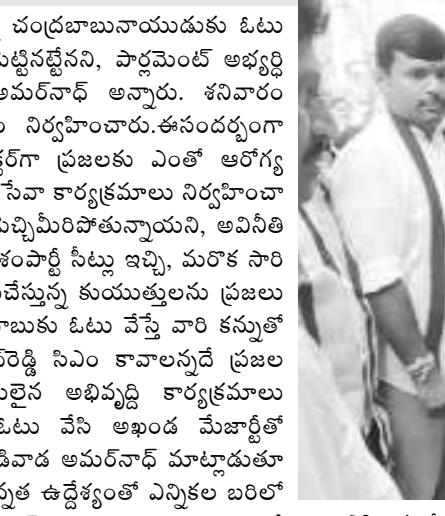 చంద్రబాబునాయుడుకు ఓటు
పెట్టినట్టేనని, పార్లమెంట్ అభ్యర్ధి
అమర్‌నాధ్ అన్నారు. శనివారం
నిర్వహించారు.ఈసందర్భంగా
ప్రజలకు ఎంతో ఆరోగ్య
సేవా కార్యక్రమాలు నిర్వహించా
పెచ్చిమీరిపోతున్నాయని, అవినీతి
శంపార్టీ సీట్లు ఇచ్చి, మరొక సారి
చేస్తున్న కుయుత్తులను ప్రజలు
బాబుకు ఓటు వేస్తే వారి కన్నుతో
రెడ్డి సిఎం కావాలన్నదే ప్రజల
లైన అభివృద్ది కార్యక్రమాలు
ఓటు వేసి అఖండ మేజార్టీతో
డివాడ అమర్‌నాధ్ మాట్లాడుతూ
న్నత ఉద్దేశ్యంతో ఎన్నికల బరిలో